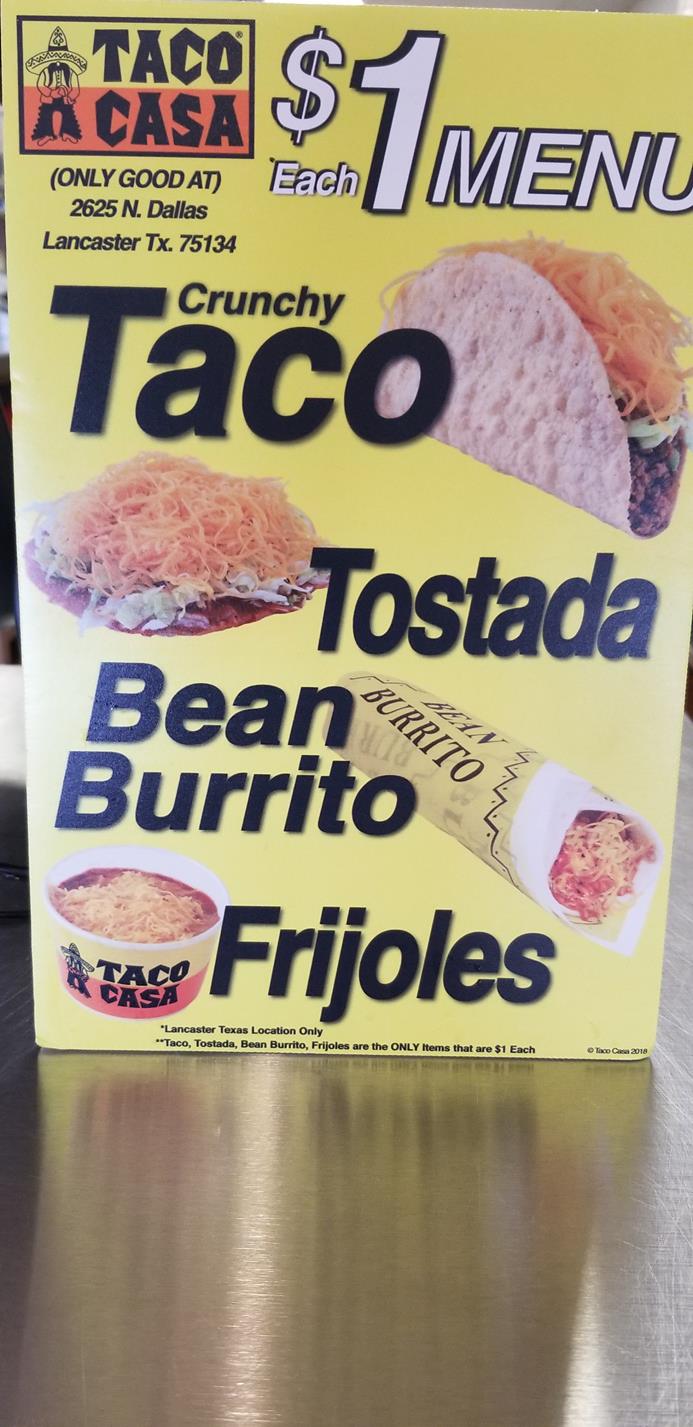 TACO®
CASA
$1 MENU
Each
(ONLY GOOD AT)
2625 N. Dallas
Lancaster Tx. 75134
Crunchy
Taco
Tostada
Bean
Burrito
BEAN
BURRITO
Frijoles
TACO
CASA
*Lancaster Texas Location Only
**Taco, Tostada, Bean Burrito, Frijoles are the ONLY Items that are $1 Each
© Taco Casa 2018